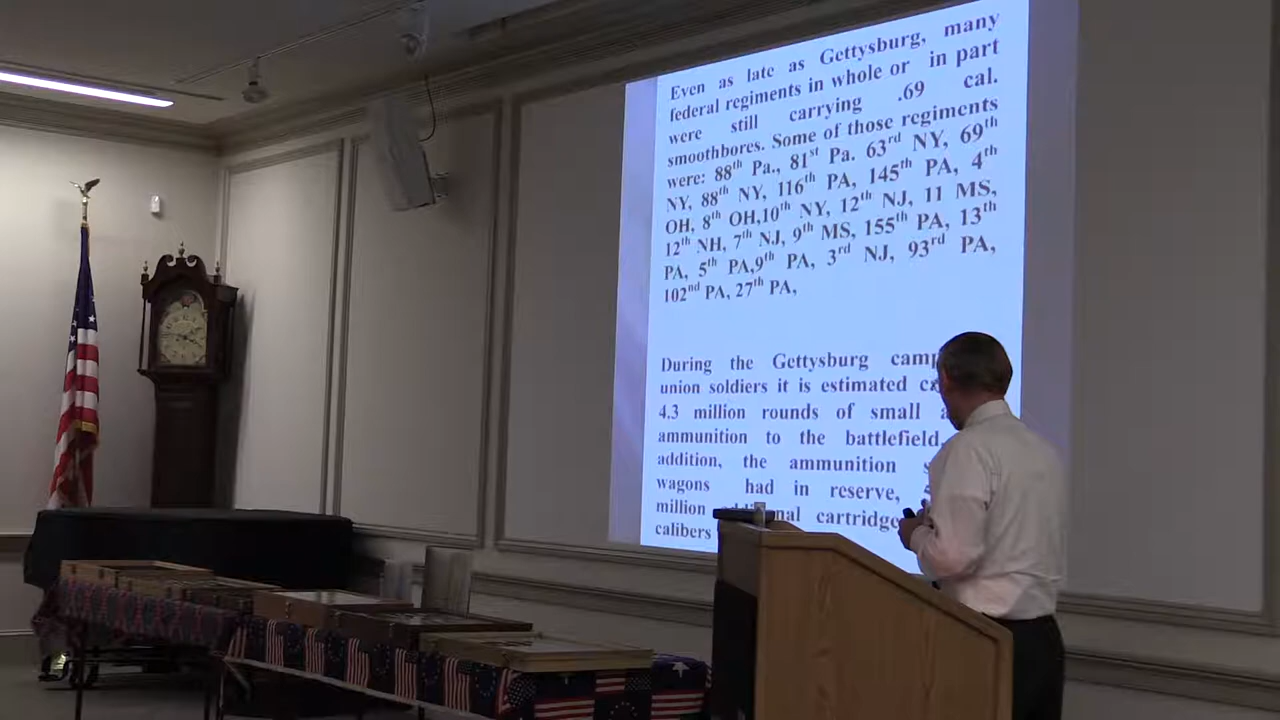 Even as late as Gettysburg, many
federal regiments in whole or in part
were still carrying .69 cal.
smoothbores. Some of those regiments
were: 88th Pa., 81st Pa. 63rd NY, 69th
NY, 88th NY, 116th PA, 145th PA, 4th
OH, 8th OH,10th NY, 12th NJ, 11 MS,
12th NH, 7th NJ, 9th MS, 155th PA, 13th
PA, 5th PA,9th PA, 3rd NJ, 93rd PA,
102nd PA, 27th PA,
During the Gettysburg
union soldiers it is estimated
4.3 million rounds of small
ammunition to the battlefield,
addition, the ammunition
wagons had in reserve,
million
calibers